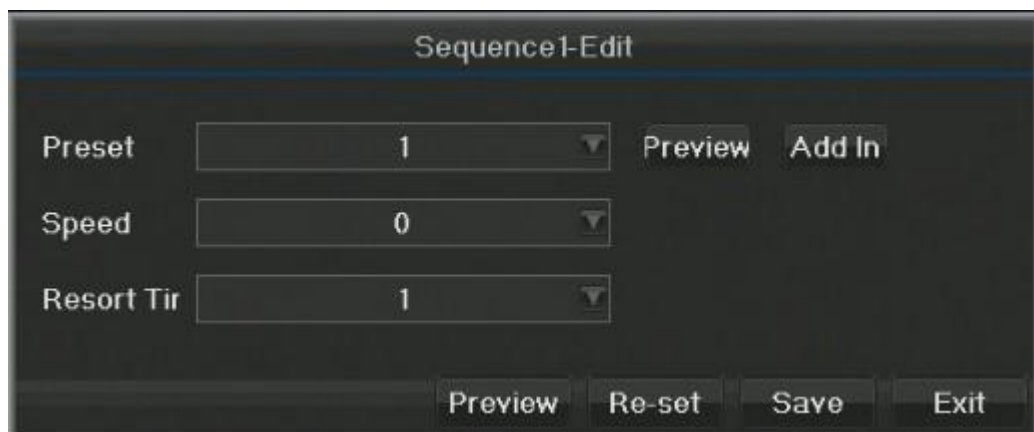 Sequence1-Edit
Preset 1 Preview Add In
Speed 0
Resort Tir 1
Preview Re-set Save Exit